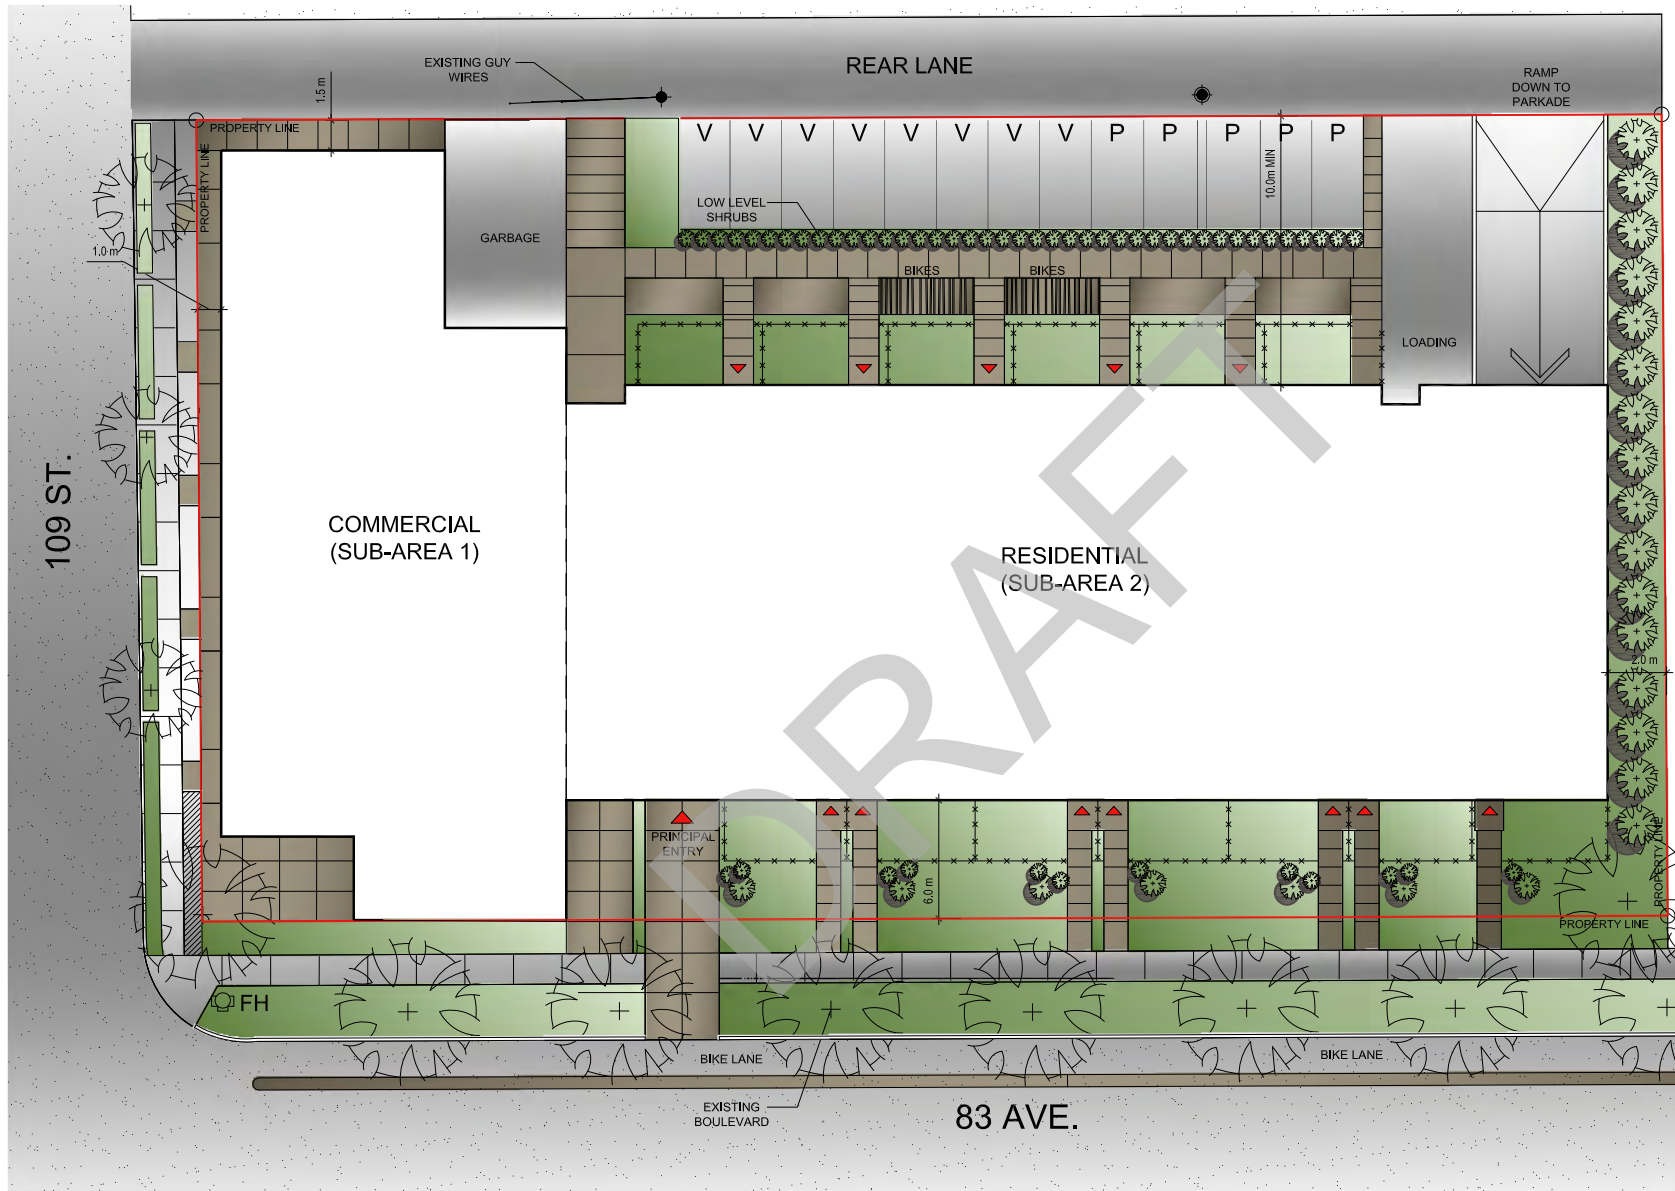 REAR LANE
EXISTING GUY
WIRES
RAMP
DOWN TO
PARKADE
1.5 m
PROPERTY LINE
PROPERTY LINE
V V V V V V V V P P P P P
10.0m MIN
LOW LEVEL
SHRUBS
GARBAGE
1.0 m
BIKES
BIKES
LOADING
109 ST.
COMMERCIAL
(SUB-AREA 1)
RESIDENTIAL
(SUB-AREA 2)
DRAFT
2.0 m
PRINCIPAL
ENTRY
6.0 m
PROPERTY LINE
PROPERTY LINE
FH
BIKE LANE
BIKE LANE
EXISTING
BOULEVARD
83 AVE.